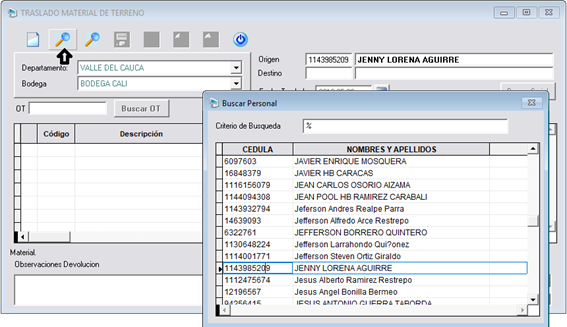 TRASLADO MATERIAL DE TERRENO
Departamento: VALLE DEL CAUCA
Bodega BODEGA CALI
Origen 1143985209 JENNY LORENA AGUIRRE
Destino
OT Buscar OT
Código Descripción
Material.
Observaciones Devolucion
Buscar Personal
Criterio de Busqueda %
CEDULA NOMBRES Y APELLIDOS
6097603 JAVIER ENRIQUE MOSQUERA
16848379 JAVIER HB CARACAS
1116156079 JEAN CARLOS OSORIO AIZAMA
1144094308 JEAN POOL HB RAMIREZ CARABALI
1143932794 Jeferson Andres Realpe Parra
14639093 Jefferson Alfredo Arce Restrepo
6322761 JEFFERSON BORRERO QUINTERO
1130648224 Jefferson Larrahondo Qui?onez
1114001771 Jefferson Steven Ortiz Giraldo
1143985209 JENNY LORENA AGUIRRE
1112475674 Jesus Alberto Ramirez Restrepo
12196567 Jesus Angel Bonilla Bermeo
94256415 JESUS ANTONIO GUERRA TABORDA